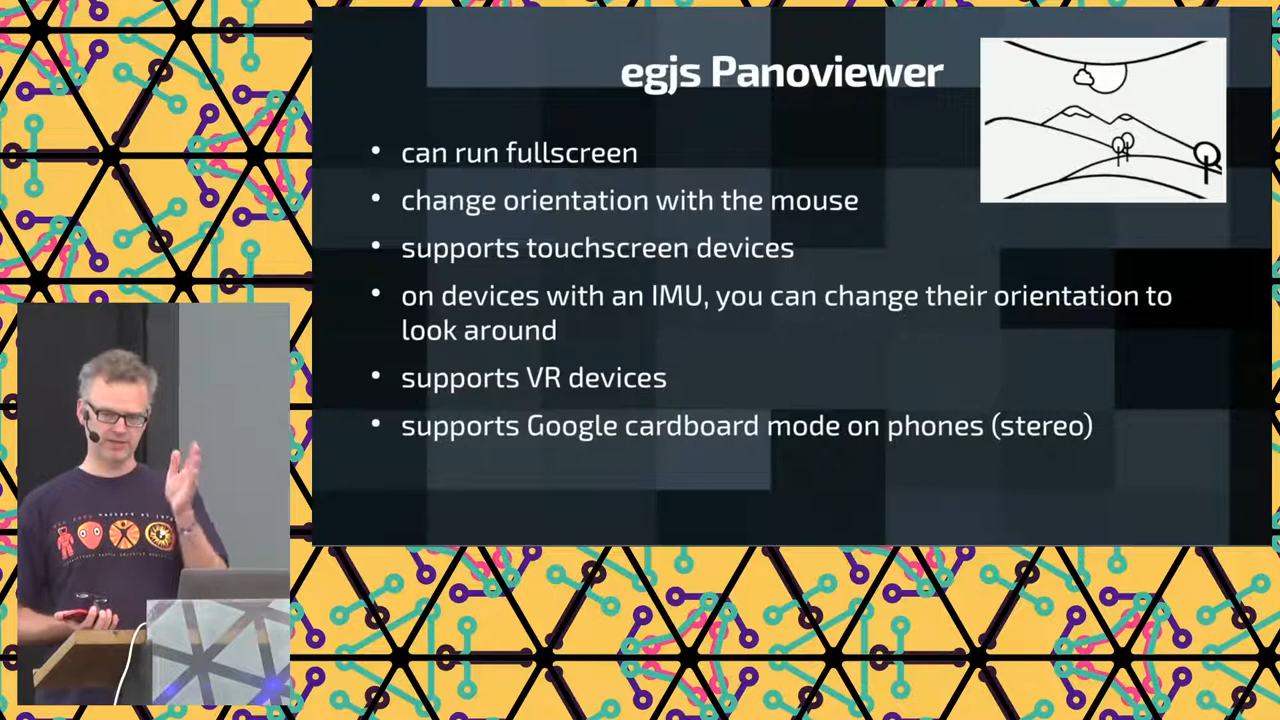 egjs Panoviewer
• can run fullscreen
• change orientation with the mouse
• supports touchscreen devices
• on devices with an IMU, you can change their orientation to
look around
• supports VR devices
• supports Google cardboard mode on phones (stereo)